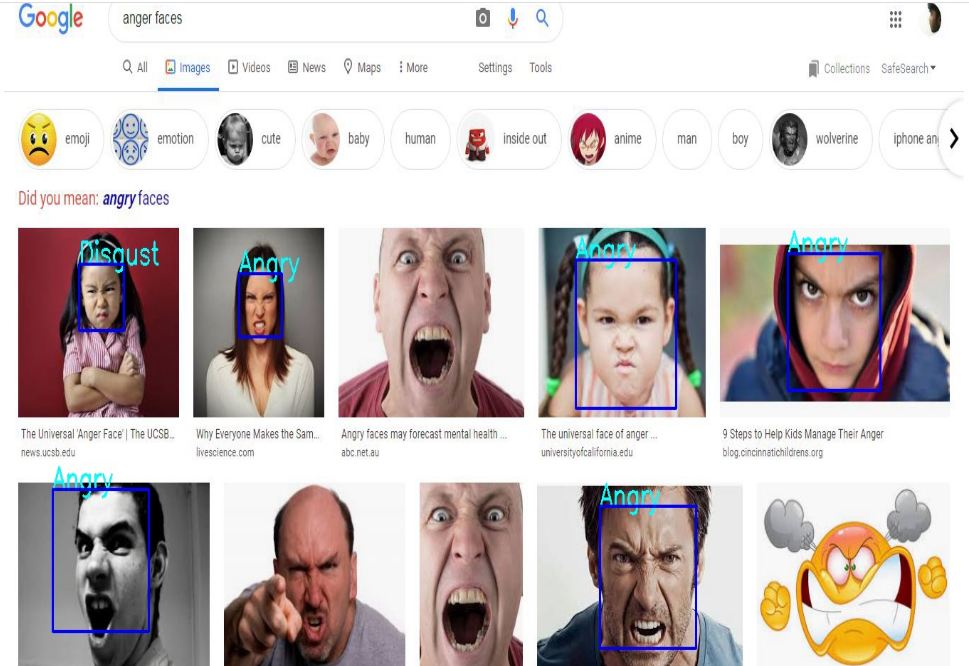 Google anger faces
All Images Videos News Maps More Settings Tools Collections SafeSearch
emoji emotion cute baby human inside out anime man boy wolverine iphone an
Did you mean: angry faces
Disgust Angry Angry Angry
The Universal 'Anger Face' | The UCSB... Why Everyone Makes the Sam... Angry faces may forecast mental health ... The universal face of anger ... 9 Steps to Help Kids Manage Their Anger
news.ucsb.edu livescience.com abc.net.au universityofcalifornia.edu blog.cincinnatichildrens.org
Angry Angry